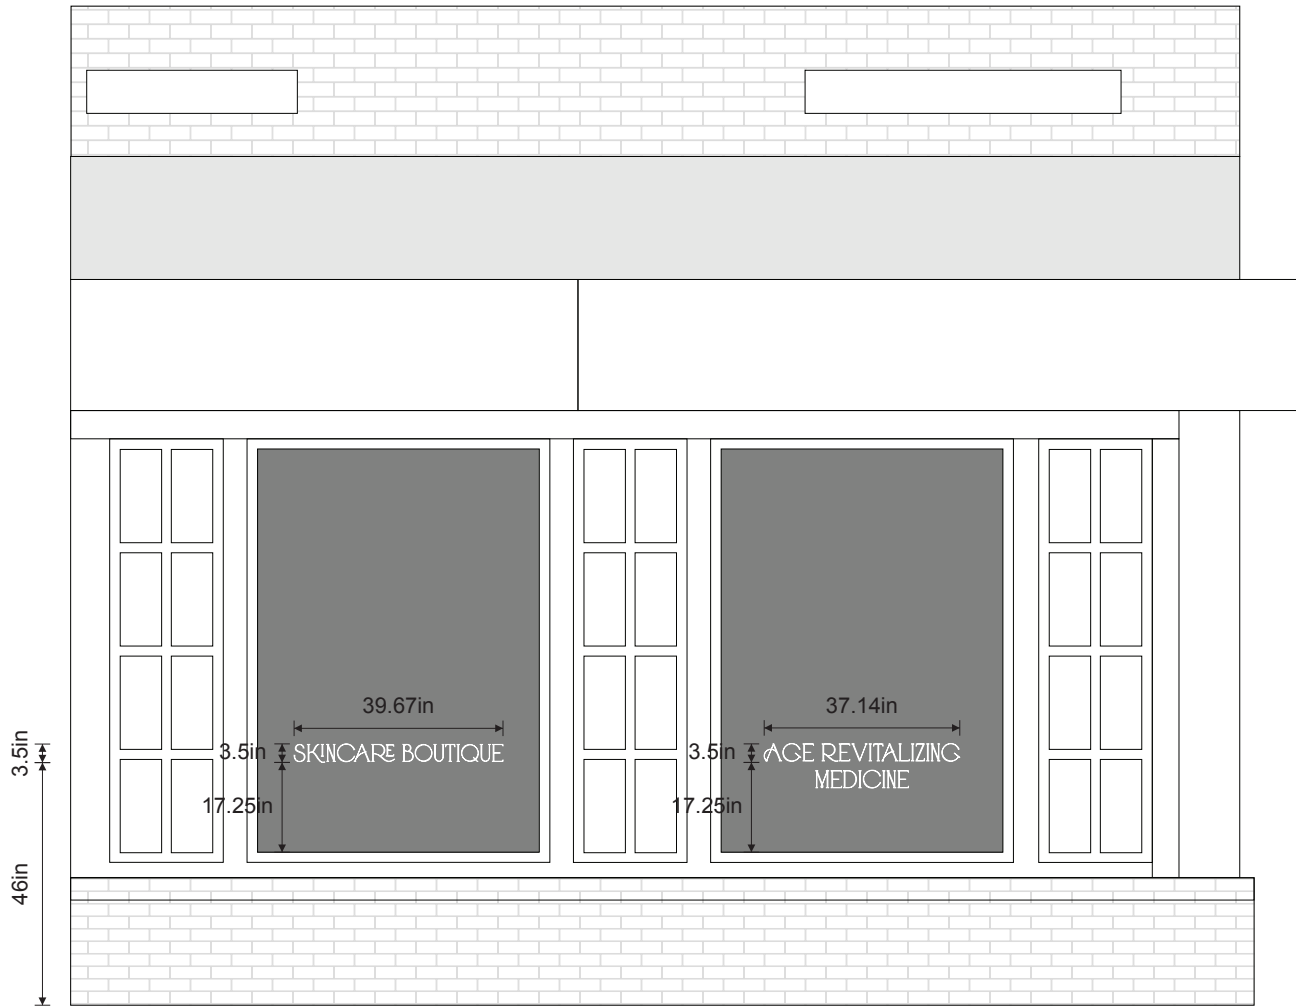 39.67in
37.14in
3.5in
3.5in
SKINCARE BOUTIQUE
3.5in
AGE REVITALIZING
MEDICINE
17.25in
17.25in
46in